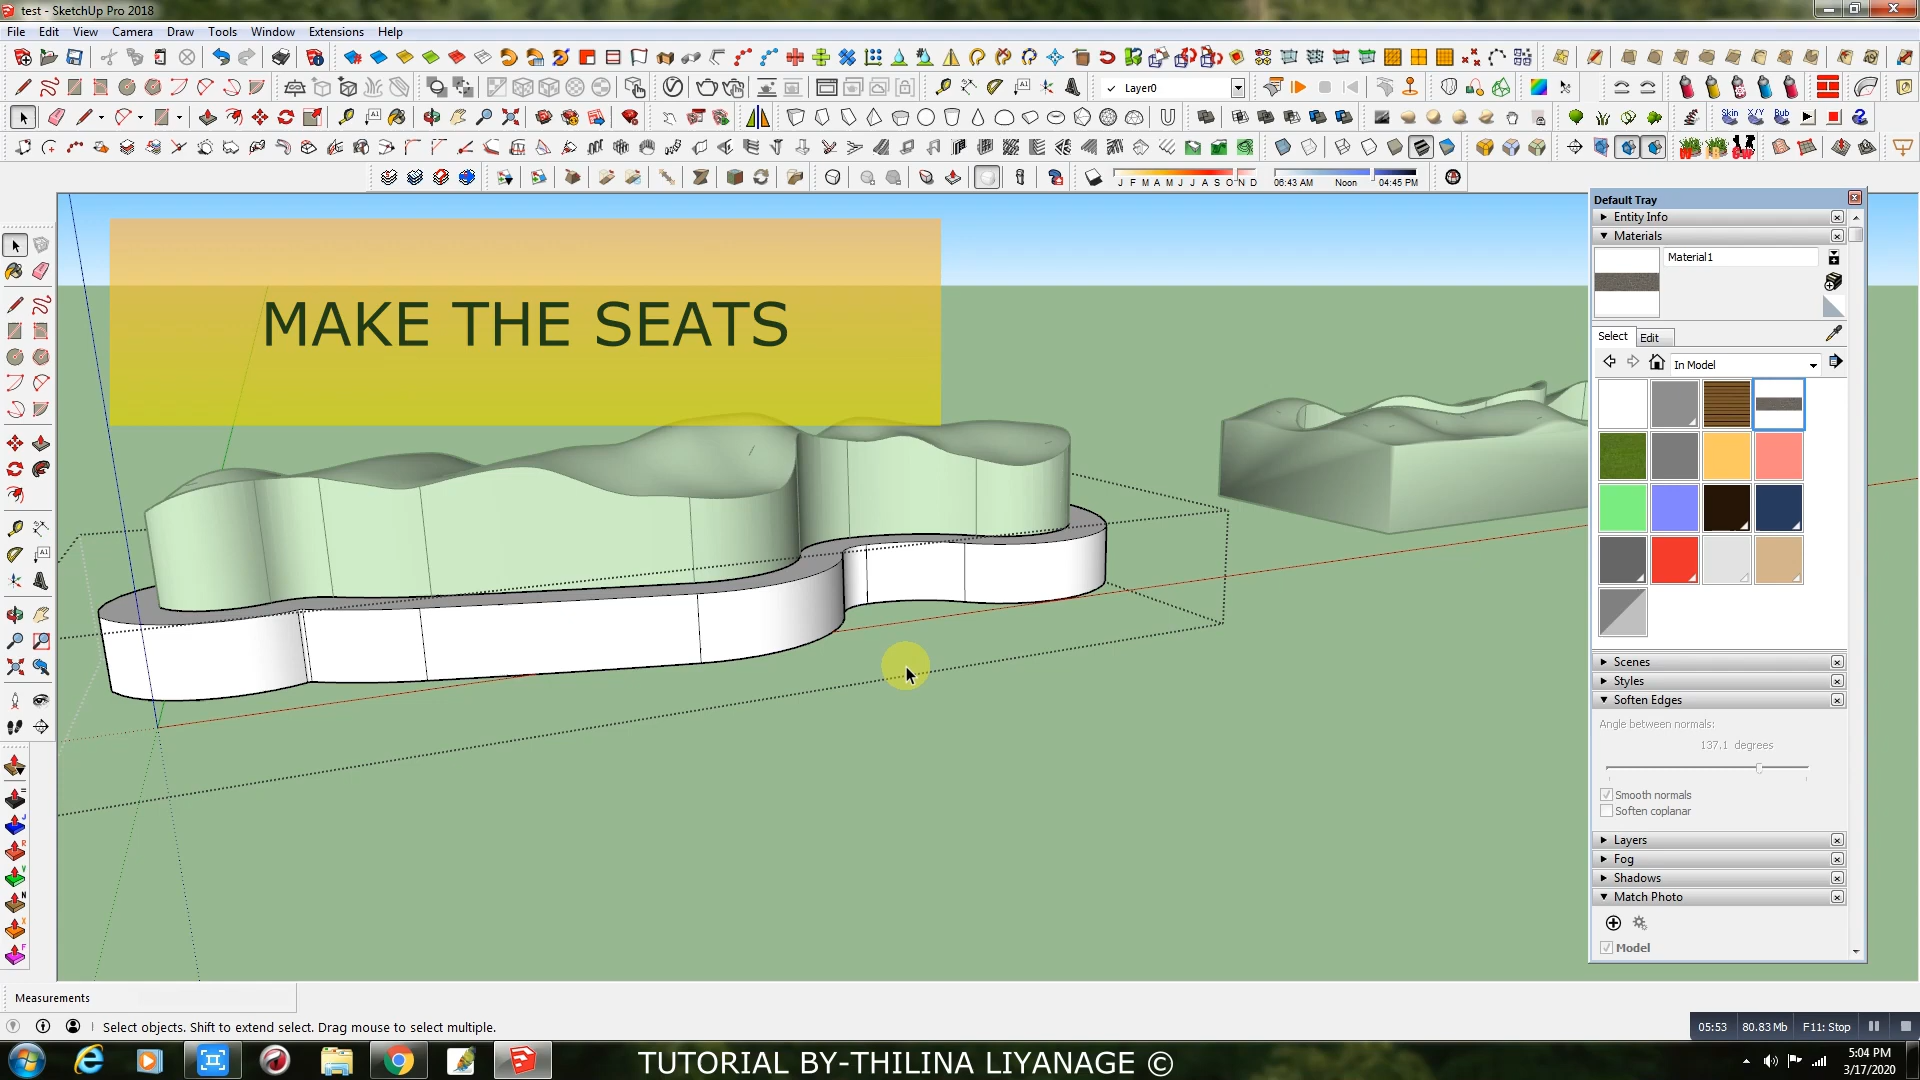 test - SketchUp Pro 2018
File Edit View Camera Draw Tools Window Extensions Help
Layer0
Skin X/Y Bub
J F M A M J J A S O N D 06:43 AM Noon 04:45 PM
Default Tray
Entity Info
Materials
Material1
Select Edit
In Model
MAKE THE SEATS
Scenes
Styles
Soften Edges
Angle between normals:
137.1 degrees
Smooth normals
Soften coplanar
Layers
Fog
Shadows
Match Photo
Model
Measurements
Select objects. Shift to extend select. Drag mouse to select multiple.
05:53 80.83 Mb F11: Stop
TUTORIAL BY-THILINA LIYANAGE ©
5:04 PM
3/17/2020